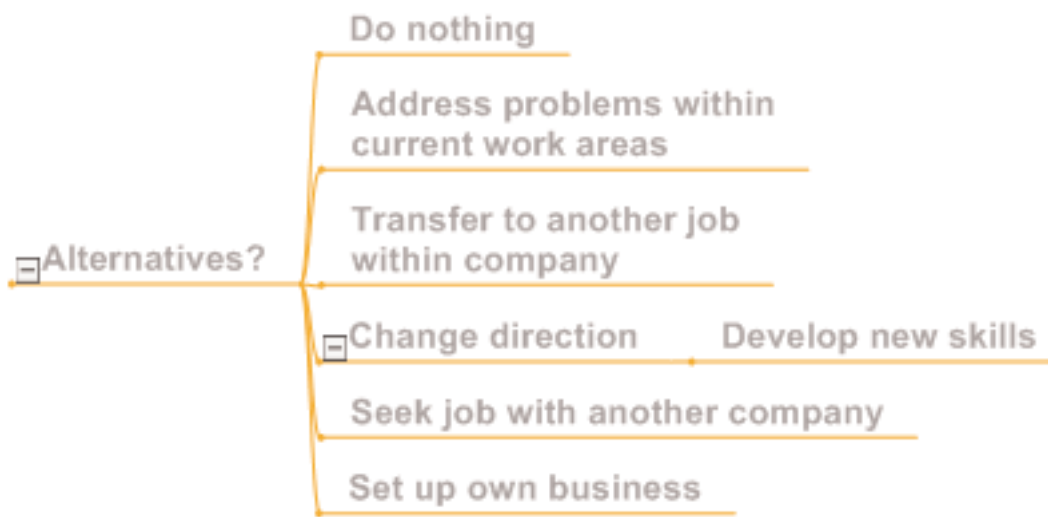 Do nothing
Address problems within
current work areas
Transfer to another job
within company
Alternatives?
Change direction
Develop new skills
Seek job with another company
Set up own business